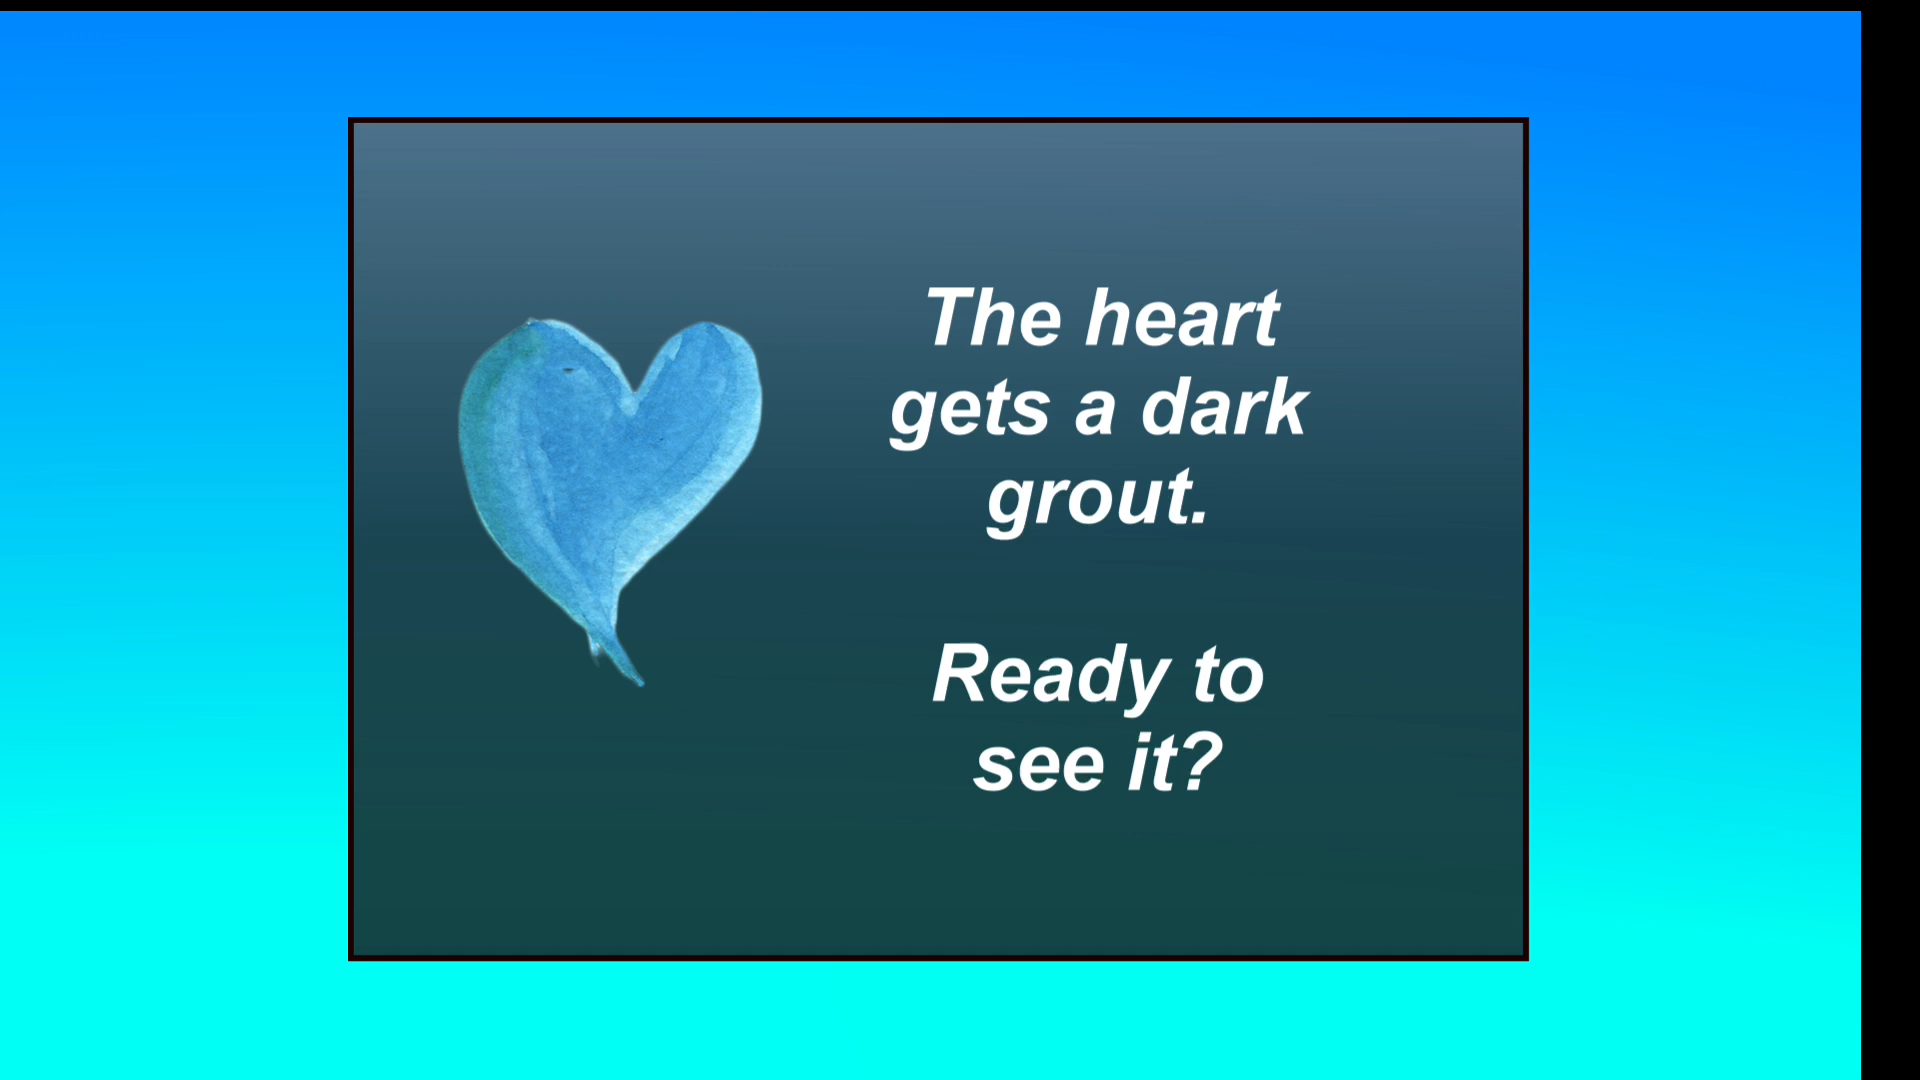 The heart
gets a dark
grout.
Ready to
see it?